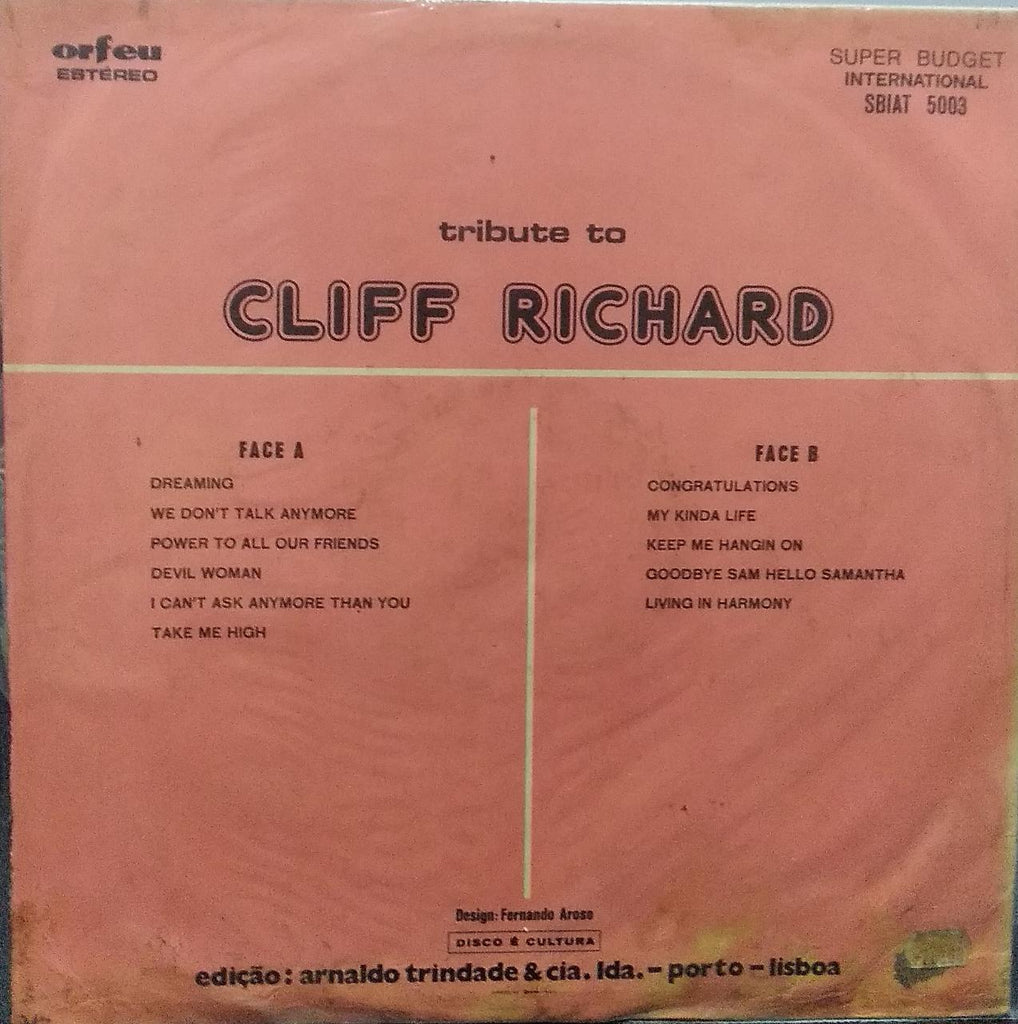 orfeu
ESTÉREO
SUPER BUDGET
INTERNATIONAL
SBIAT 5003
tribute to
CLIFF RICHARD
FACE A
DREAMING
WE DON'T TALK ANYMORE
POWER TO ALL OUR FRIENDS
DEVIL WOMAN
I CAN'T ASK ANYMORE THAN YOU
TAKE ME HIGH
FACE B
CONGRATULATIONS
MY KINDA LIFE
KEEP ME HANGIN ON
GOODBYE SAM HELLO SAMANTHA
LIVING IN HARMONY
Design: Fernando Aroso
DISCO É CULTURA
edição: arnaldo trindade & cia. lda. – porto – lisboa